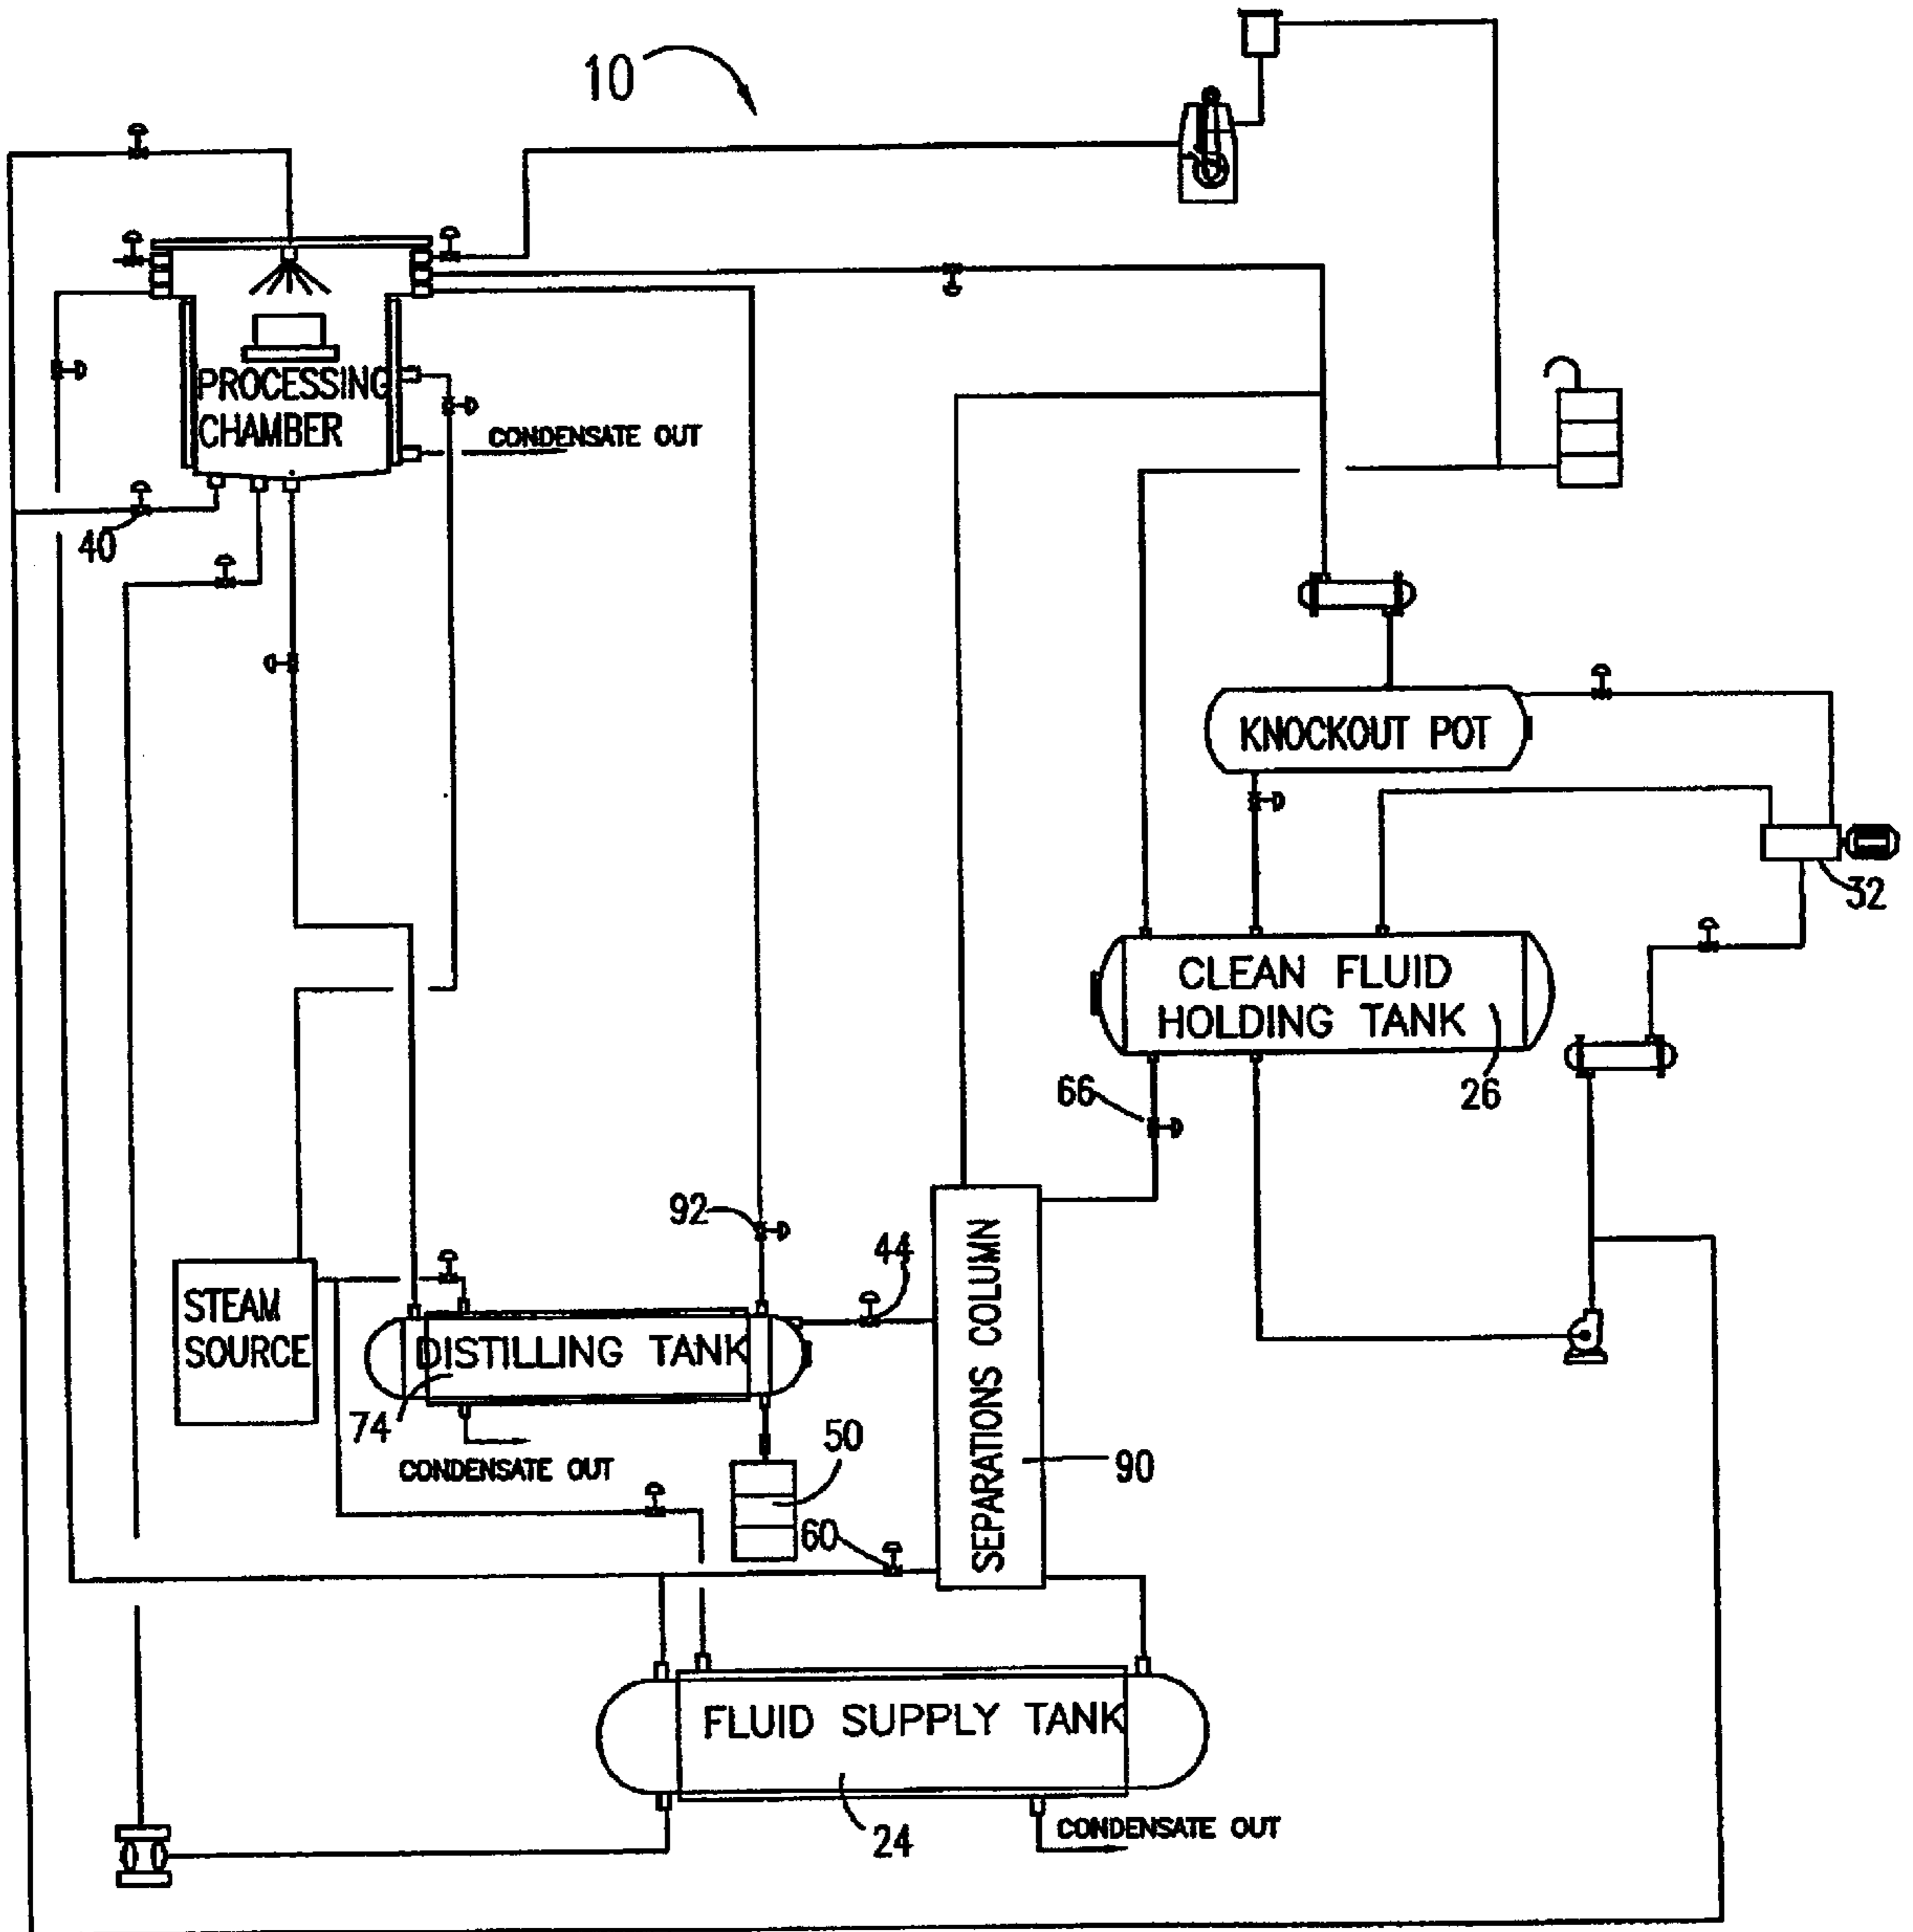 10
PROCESSING
CHAMBER
CONDENSATE OUT
40
KNOCKOUT POT
32
CLEAN FLUID
HOLDING TANK
26
66
92
44
STEAM
SOURCE
DISTILLING TANK
74
CONDENSATE OUT
50
SEPARATIONS COLUMN
90
60
FLUID SUPPLY TANK
24
CONDENSATE OUT